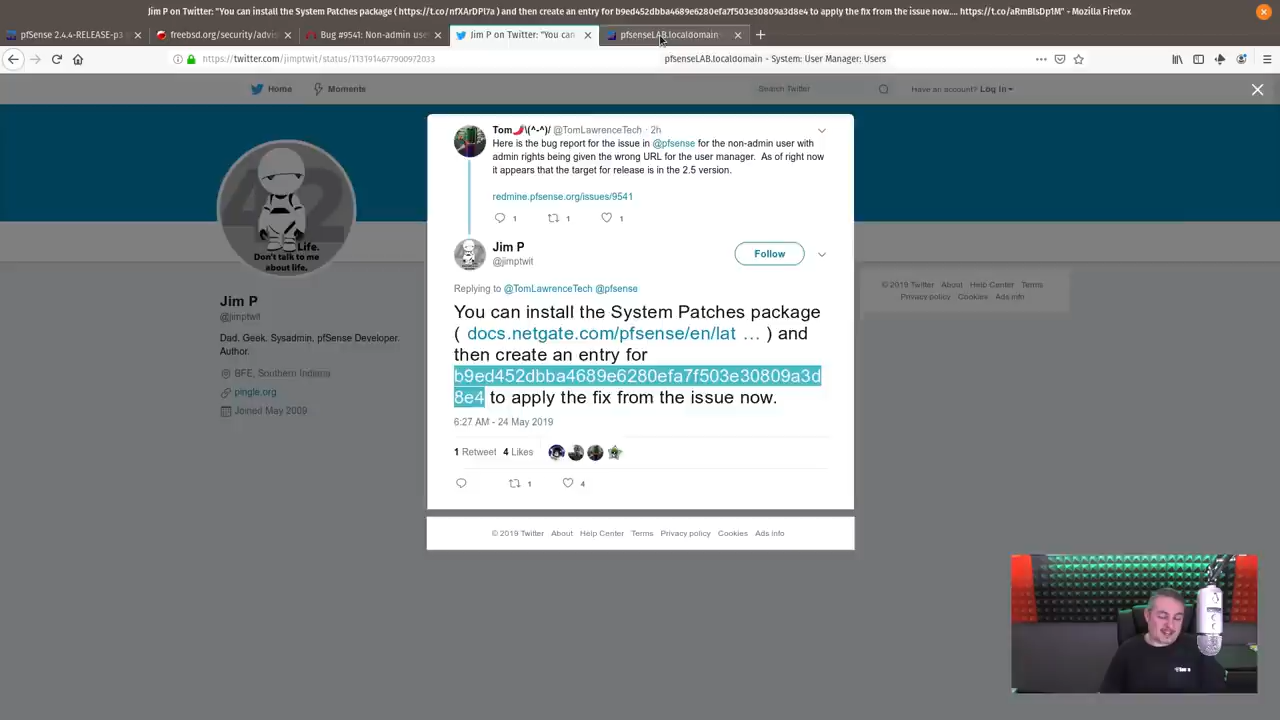 Jim P on Twitter: "You can install the System Patches package ( https://t.co/nfXArDPl7a ) and then create an entry for b9ed452dbba4689e6280efa7f503e30809a3d8e4 to apply the fix from the issue now.... https://t.co/aRmBlsDp1M" - Mozilla Firefox
pfSense 2.4.4-RELEASE-p3
freebsd.org/security/advis
Bug #9541: Non-admin use
Jim P on Twitter: "You can
pfsenseLAB.localdomain
https://twitter.com/jimptwit/status/1131914677900972033
pfsenseLAB.localdomain - System: User Manager: Users
Home
Moments
Search Twitter
Have an account? Log in
Tom🌶️\(^-^)/ @TomLawrenceTech · 2h
Here is the bug report for the issue in @pfsense for the non-admin user with
admin rights being given the wrong URL for the user manager. As of right now
it appears that the target for release is in the 2.5 version.
redmine.pfsense.org/issues/9541
1 1 1
Jim P
@jimptwit
Follow
Replying to @TomLawrenceTech @pfsense
You can install the System Patches package
( docs.netgate.com/pfsense/en/lat … ) and
then create an entry for
b9ed452dbba4689e6280efa7f503e30809a3d
8e4 to apply the fix from the issue now.
6:27 AM - 24 May 2019
1 Retweet 4 Likes
1 4
© 2019 Twitter About Help Center Terms Privacy policy Cookies Ads info
42
Life.
Don't talk to me
about life.
Jim P
@jimptwit
Dad. Geek. Sysadmin. pfSense Developer.
Author.
BFE, Southern Indiana
pingle.org
Joined May 2009
© 2019 Twitter About Help Center Terms
Privacy policy Cookies Ads info